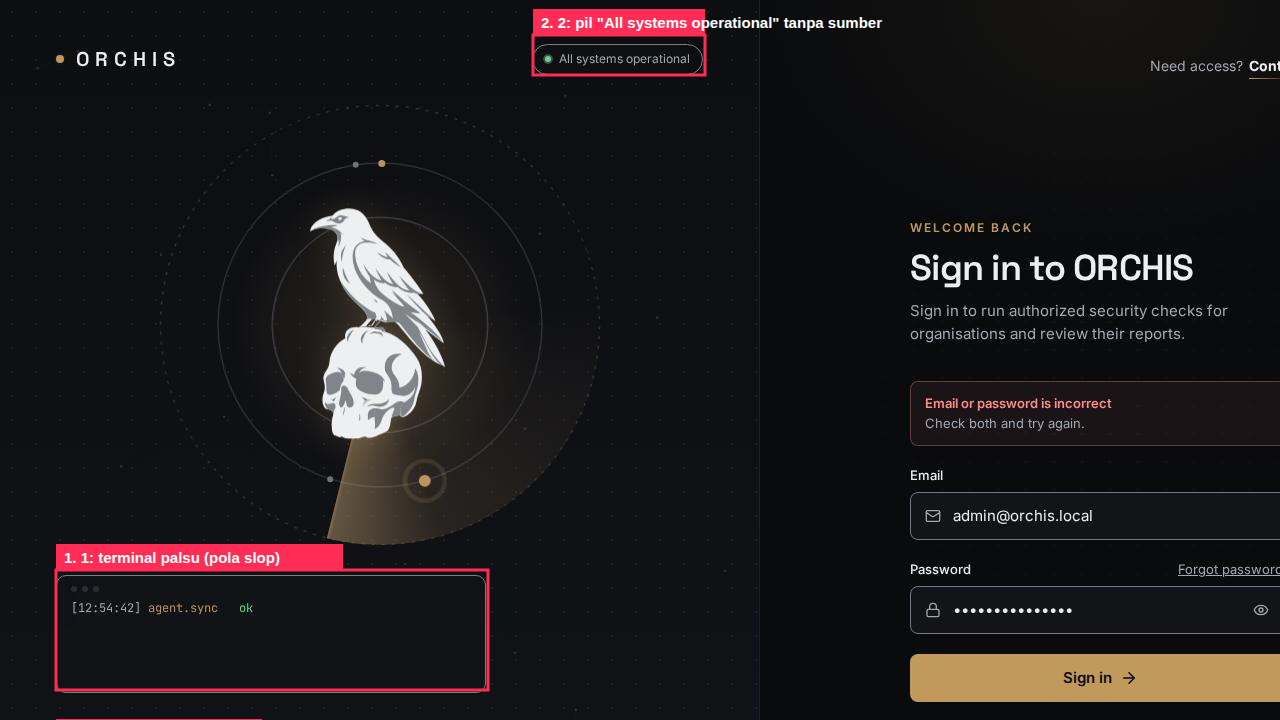 2. 2: pil "All systems operational" tanpa sumber
ORCHIS
All systems operational
Need access?
WELCOME BACK
Sign in to ORCHIS
Sign in to run authorized security checks for
organisations and review their reports.
Email or password is incorrect
Check both and try again.
Email
admin@orchis.local
Password
Forgot password
Sign in
1. 1: terminal palsu (pola slop)
[12:54:42] agent.sync ok